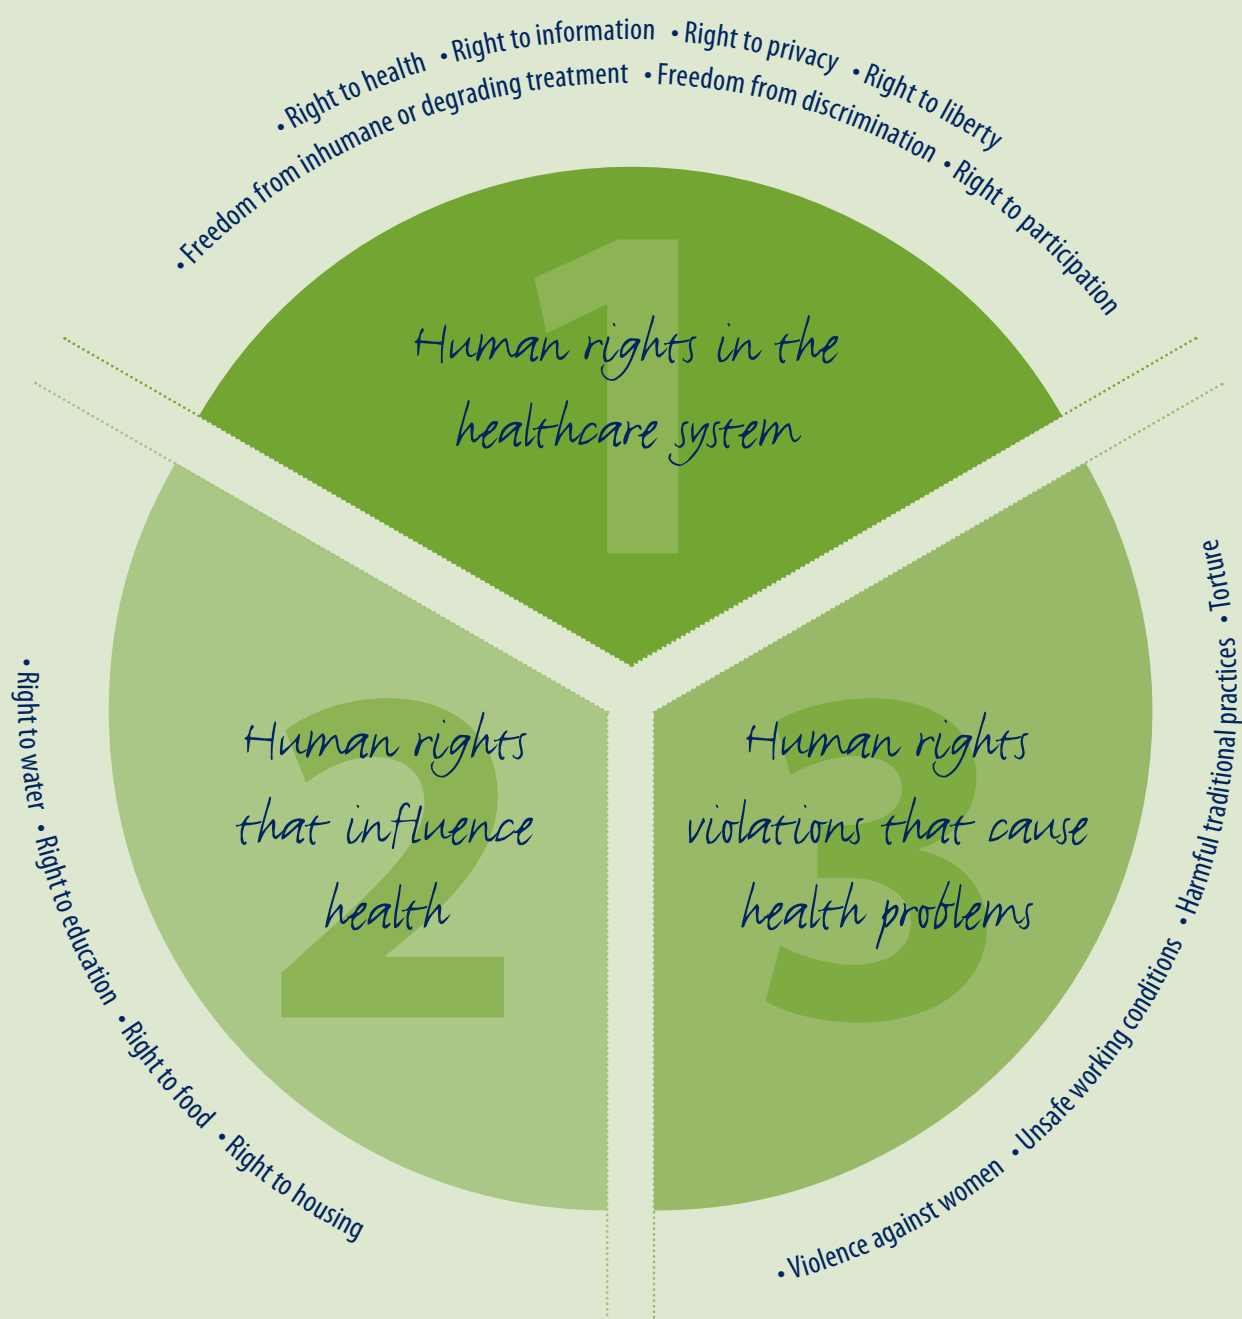 • Right to health • Right to information • Right to privacy • Right to liberty
• Freedom from inhumane or degrading treatment • Freedom from discrimination • Right to participation
1
Human rights in the
healthcare system
2
Human rights
that influence
health
• Right to water • Right to education • Right to food • Right to housing
3
Human rights
violations that cause
health problems
• Violence against women • Unsafe working conditions • Harmful traditional practices • Torture